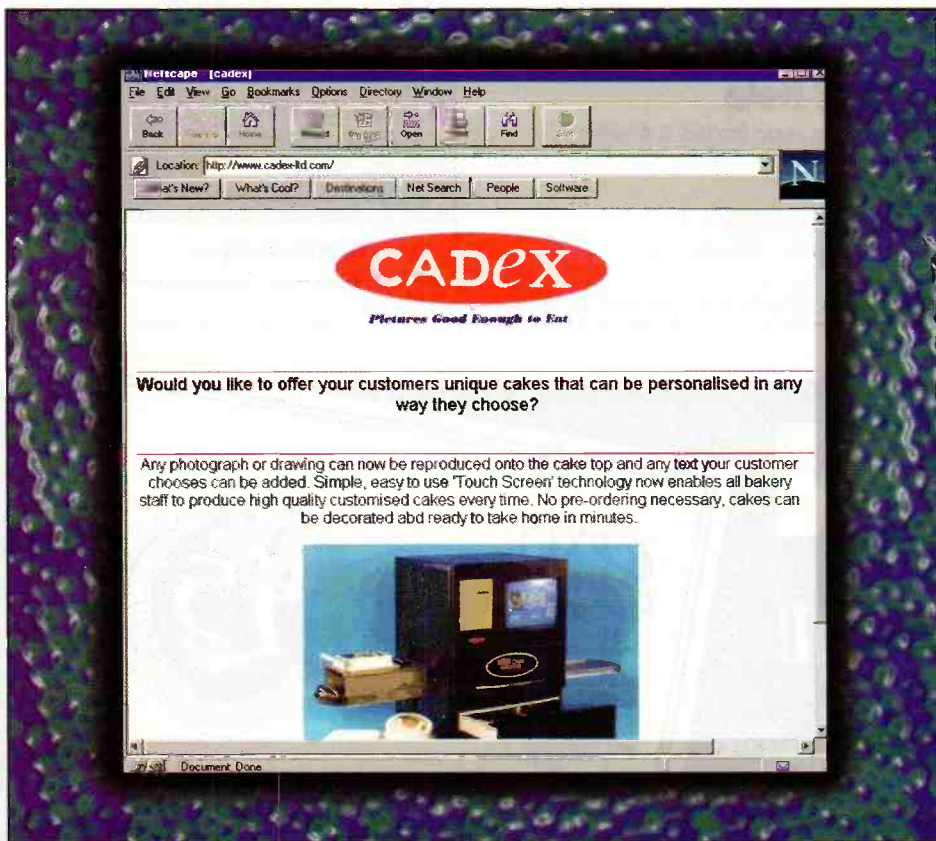 Netscape [cadex]
File Edit View Go Bookmarks Options Directory Window Help
Back Home Open Find
Location: http://www.cadex-ltd.com/
What's Cool? Destinations Net Search People Software
N
CADeX
Pictures Good Enough to Eat
Would you like to offer your customers unique cakes that can be personalised in any
way they choose?
Any photograph or drawing can now be reproduced onto the cake top and any text your customer
chooses can be added. Simple, easy to use 'Touch Screen' technology now enables all bakery
staff to produce high quality customised cakes every time. No pre-ordering necessary, cakes can
be decorated abd ready to take home in minutes.
Document: Done